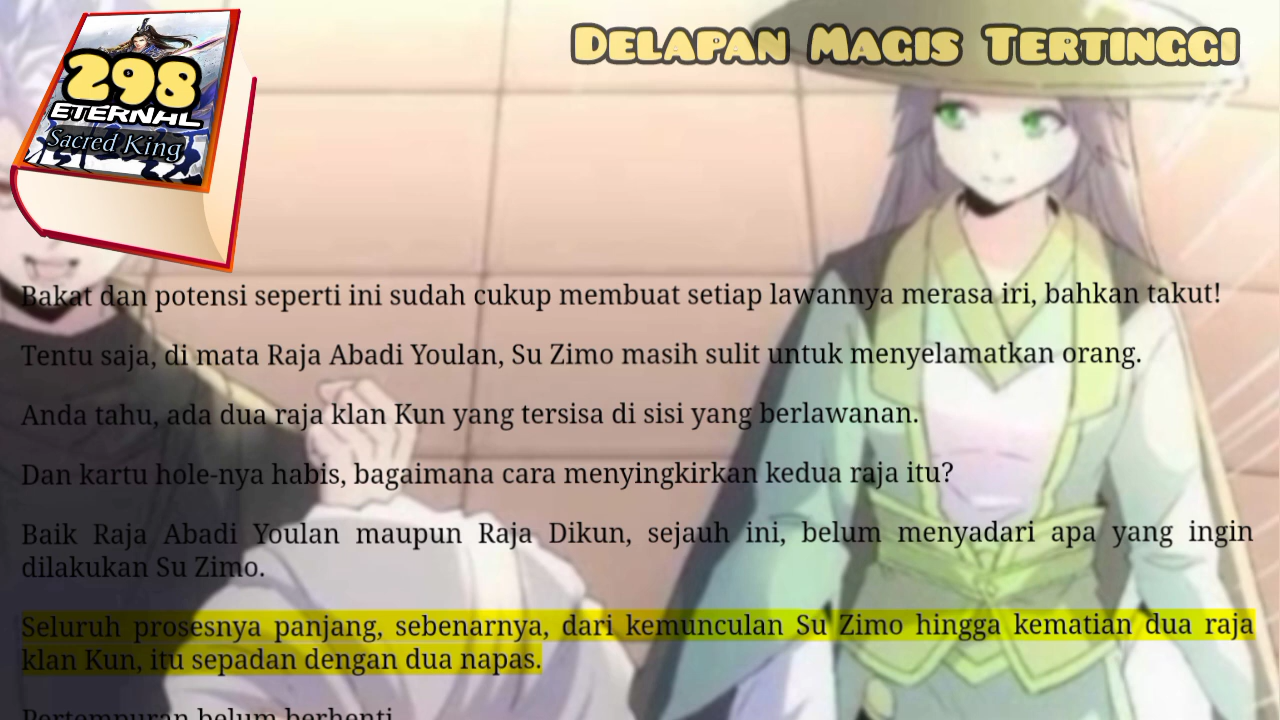 298
ETERNAL
Sacred King
Delapan Magis Tertinggi
Bakat dan potensi seperti ini sudah cukup membuat setiap lawannya merasa iri, bahkan takut!
Tentu saja, di mata Raja Abadi Youlan, Su Zimo masih sulit untuk menyelamatkan orang.
Anda tahu, ada dua raja klan Kun yang tersisa di sisi yang berlawanan.
Dan kartu hole-nya habis, bagaimana cara menyingkirkan kedua raja itu?
Baik Raja Abadi Youlan maupun Raja Dikun, sejauh ini, belum menyadari apa yang ingin
dilakukan Su Zimo.
Seluruh prosesnya panjang, sebenarnya, dari kemunculan Su Zimo hingga kematian dua raja
klan Kun, itu sepadan dengan dua napas.
Pertempuran belum berhenti